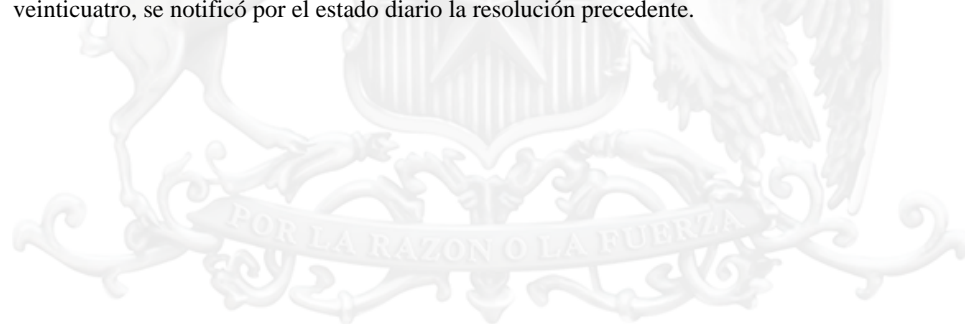 veinticuatro, se notificó por el estado diario la resolución precedente.
POR LA RAZON O LA FUERZA